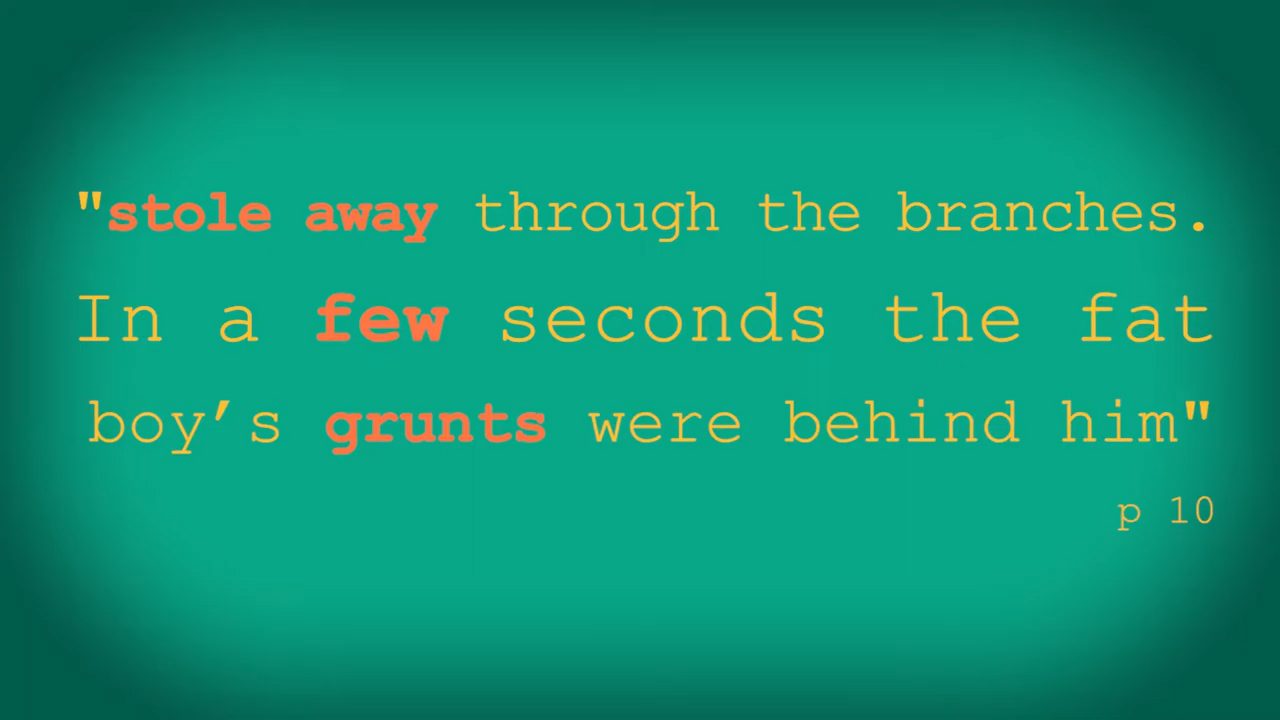 "stole away through the branches.
In a few seconds the fat
boy’s grunts were behind him"
p 10